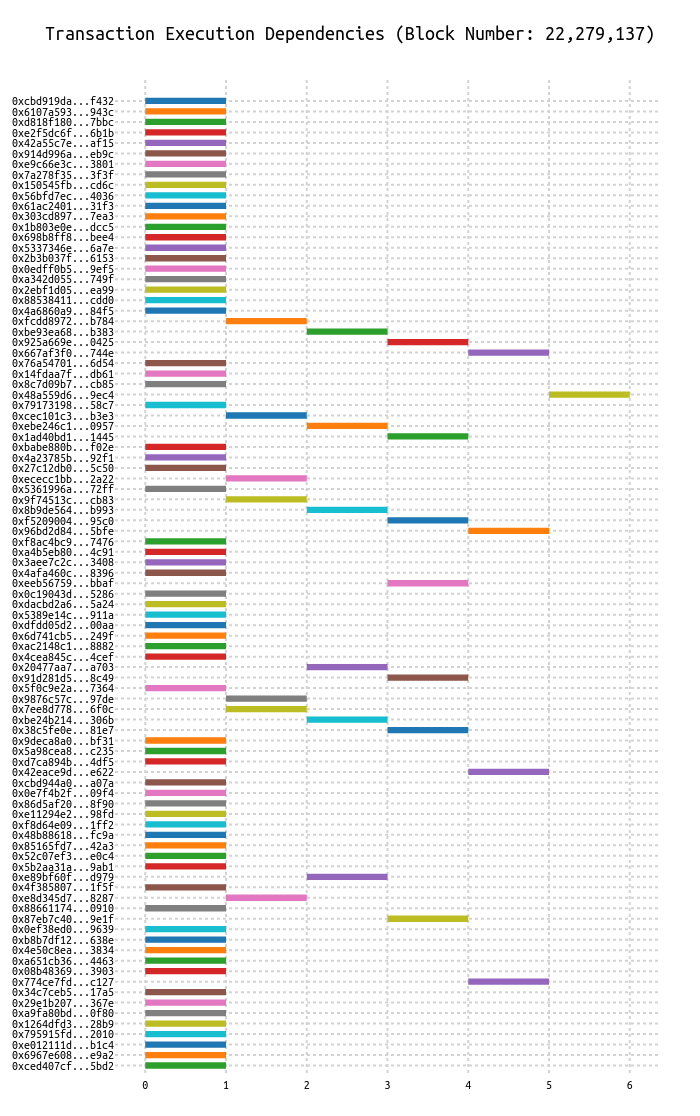 Transaction Execution Dependencies (Block Number: 22,279,137)
0xcbd919da...f432
0x6107a593...943c
0xd818f180...7bbc
0xe2f5dc6f...6b1b
0x42a55c7e...af15
0x914d996a...eb9c
0xe9c66e3c...3801
0x7a278f35...3f3f
0x150545fb...cd6c
0x56bfd7ec...4036
0x61ac2401...31f3
0x303cd897...7ea3
0x1b803e0e...dcc5
0x698b8ff8...bee4
0x5337346e...6a7e
0x2b3b037f...6153
0x0edff0b5...9ef5
0xa342d055...749f
0x2ebf1d05...ea99
0x88538411...cdd0
0x4a6860a9...84f5
0xfcdd8972...b784
0xbe93ea68...b383
0x925a669e...0425
0x667af3f0...744e
0x76a54701...6d54
0x14fdaa7f...db61
0x8c7d09b7...cb85
0x48a559d6...9ec4
0x79173198...58c7
0xcec101c3...b3e3
0xebe246c1...0957
0x1ad40bd1...1445
0xbabe880b...f02e
0x4a23785b...92f1
0x27c12db0...5c50
0xececc1bb...2a22
0x5361996a...72ff
0x9f74513c...cb83
0x8b9de564...b993
0xf5209004...95c0
0x96bd2d84...5bfe
0xf8ac4bc9...7476
0xa4b5eb80...4c91
0x3aee7c2c...3408
0x4afa460c...8396
0xeeb56759...bbaf
0x0c19043d...5286
0xdacbd2a6...5a24
0x5389e14c...911a
0xdfdd05d2...00aa
0x6d741cb5...249f
0xac2148c1...8882
0x4cea845c...4cef
0x20477aa7...a703
0x91d281d5...8c49
0x5f0c9e2a...7364
0x9876c57c...97de
0x7ee8d778...6f0c
0xbe24b214...306b
0x38c5fe0e...81e7
0x9deca8a0...bf31
0x5a98cea8...c235
0xd7ca894b...4df5
0x42eace9d...e622
0xcbd944a0...a07a
0x0e7f4b2f...09f4
0x86d5af20...8f90
0xe11294e2...98fd
0xf8d64e09...1ff2
0x48b88618...fc9a
0x85165fd7...42a3
0x52c07ef3...e0c4
0x5b2aa31a...9ab1
0xe89bf60f...d979
0x4f385807...1f5f
0xe8d345d7...8287
0x88661174...0910
0x87eb7c40...9e1f
0x0ef38ed0...9639
0xb8b7df12...638e
0x4e50c8ea...3834
0xa651cb36...4463
0x08b48369...3903
0x774ce7fd...c127
0x34c7ceb5...17a5
0x29e1b207...367e
0xa9fa80bd...0f80
0x1264dfd3...28b9
0x795915fd...2010
0xe012111d...b1c4
0x6967e608...e9a2
0xced407cf...5bd2
0 1 2 3 4 5 6